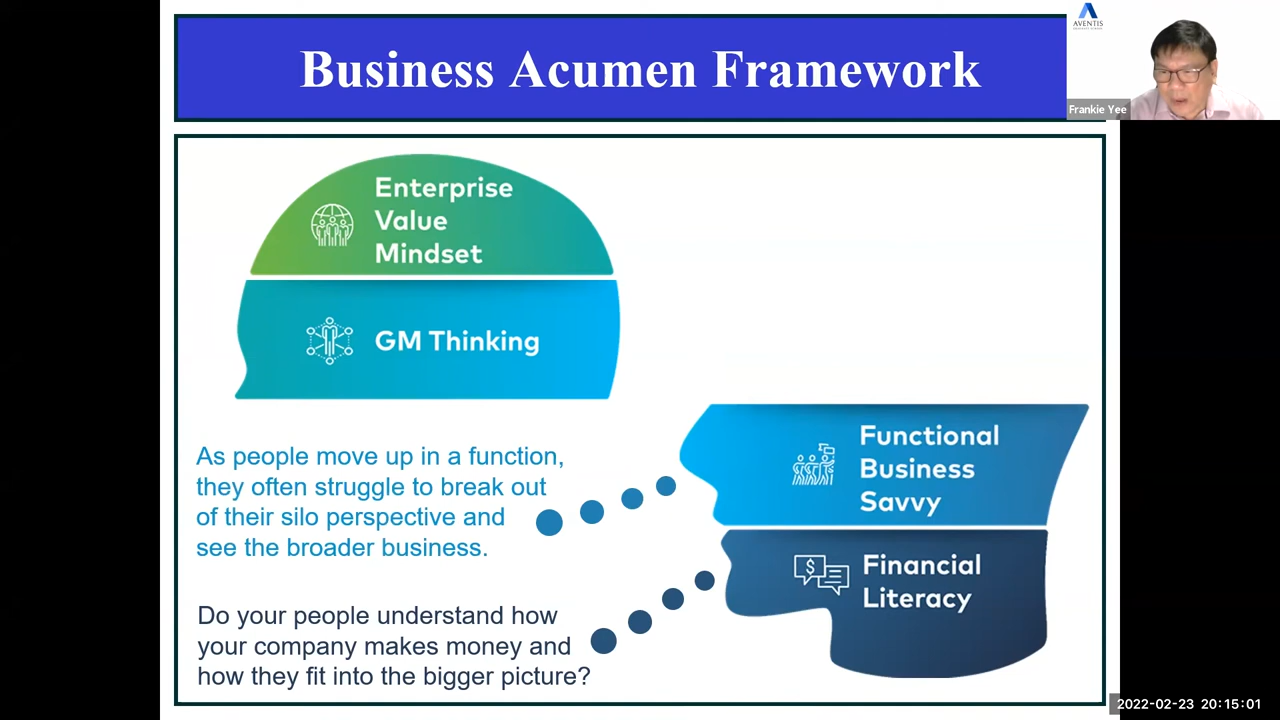 Business Acumen Framework
AVENTIS
Frankie Yee
Enterprise
Value
Mindset
GM Thinking
As people move up in a function,
they often struggle to break out
of their silo perspective and
see the broader business.
Functional
Business
Savvy
$
Financial
Literacy
Do your people understand how
your company makes money and
how they fit into the bigger picture?
2022-02-23 20:15:01